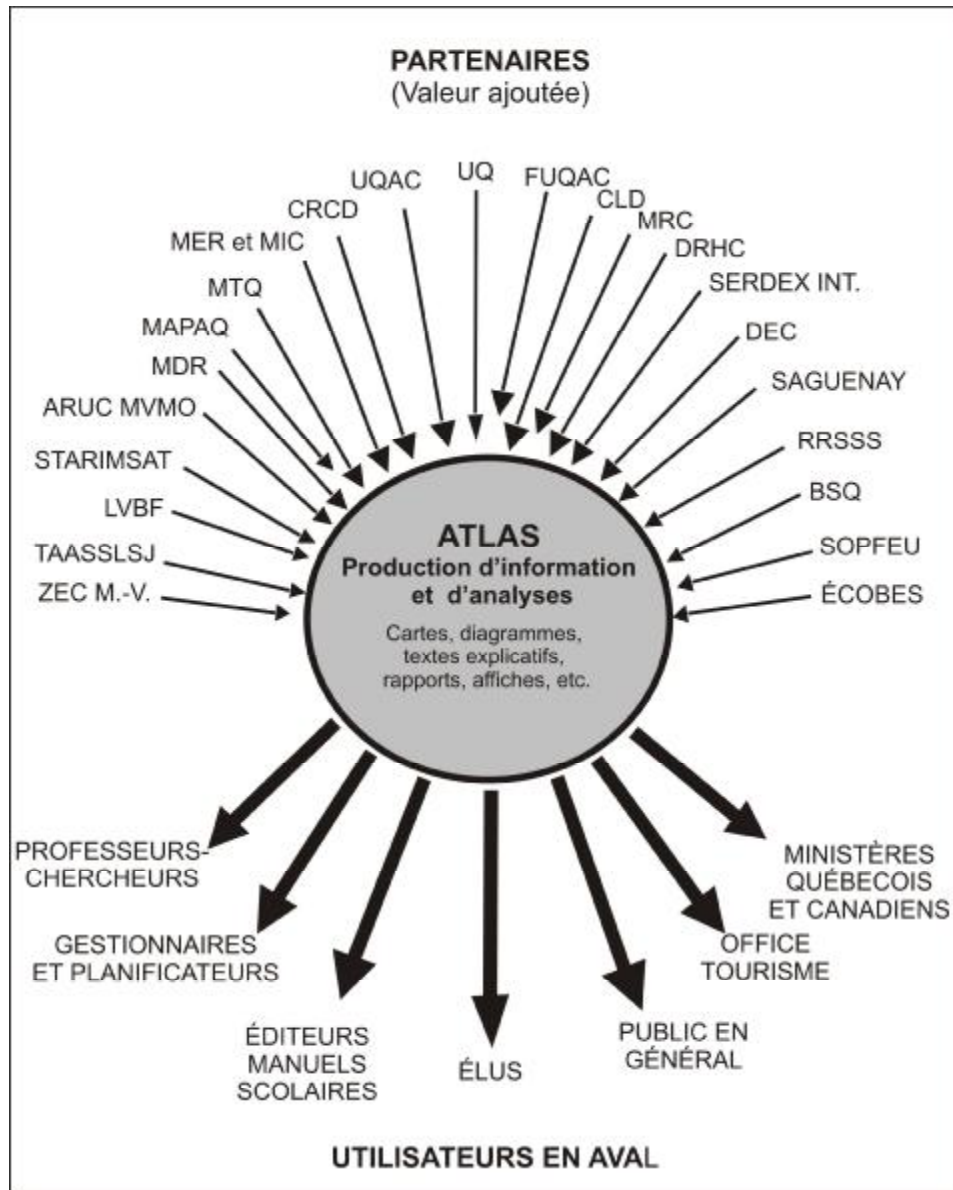 PARTENAIRES
(Valeur ajoutée)
UQAC
UQ
FUQAC
CRCD
CLD
MER et MIC
MRC
DRHC
MTQ
SERDEX INT.
MAPAQ
DEC
MDR
SAGUENAY
ARUC MVMO
RRSSS
STARIMSAT
BSQ
LVBF
SOPFEU
TAASSLSJ
ÉCOBES
ZEC M.-V.
ATLAS
Production d'information
et d'analyses
Cartes, diagrammes,
textes explicatifs,
rapports, affiches, etc.
PROFESSEURS-
CHERCHEURS
GESTIONNAIRES
ET PLANIFICATEURS
ÉDITEURS
MANUELS
SCOLAIRES
ÉLUS
PUBLIC EN
GÉNÉRAL
OFFICE
TOURISME
MINISTÈRES
QUÉBECOIS
ET CANADIENS
UTILISATEURS EN AVAL